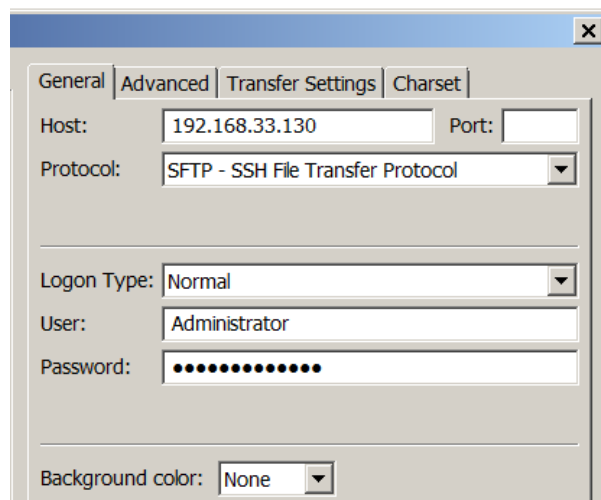 General Advanced Transfer Settings Charset
Host: 192.168.33.130 Port:
Protocol: SFTP - SSH File Transfer Protocol
Logon Type: Normal
User: Administrator
Password: •••••••••••••
Background color: None